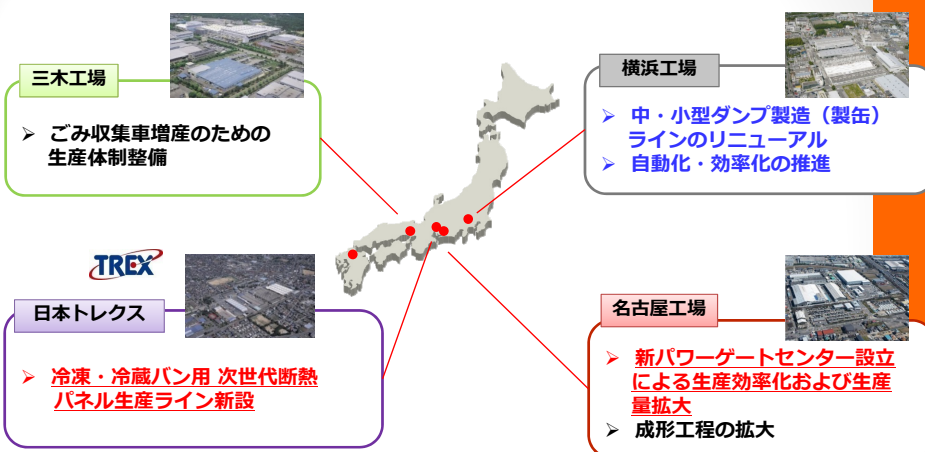 三木工場
➢ ごみ収集車増産のための
生産体制整備
横浜工場
➢ 中・小型ダンプ製造（製缶）
ラインのリニューアル
➢ 自動化・効率化の推進
TREX
日本トレクス
➢ 冷凍・冷蔵バン用 次世代断熱
パネル生産ライン新設
名古屋工場
➢ 新パワーゲートセンター設立
による生産効率化および生産
量拡大
➢ 成形工程の拡大